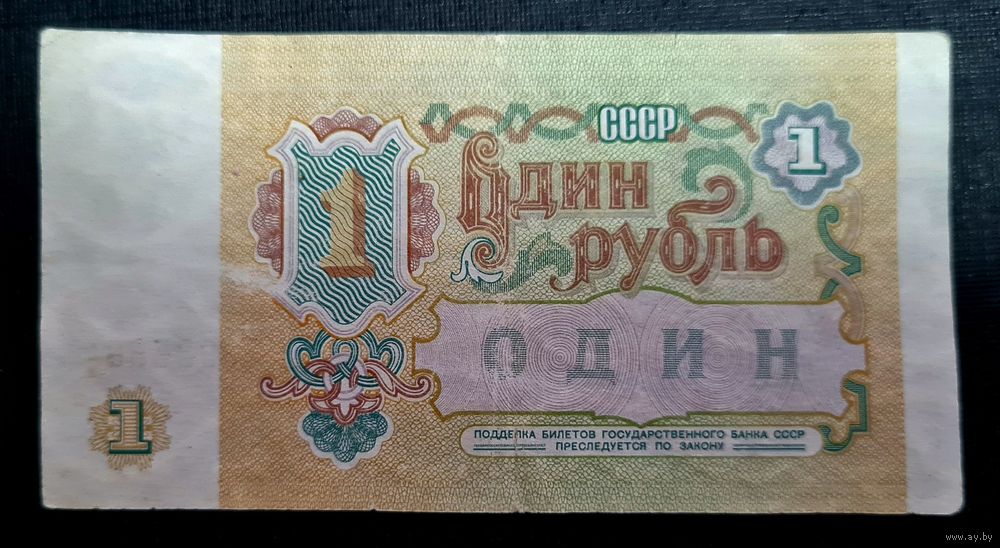 СССР
1
1
Один
рубль
ОДИН
1
ПОДДЕЛКА БИЛЕТОВ ГОСУДАРСТВЕННОГО БАНКА СССР
ПРЕСЛЕДУЕТСЯ ПО ЗАКОНУ
www.ay.by